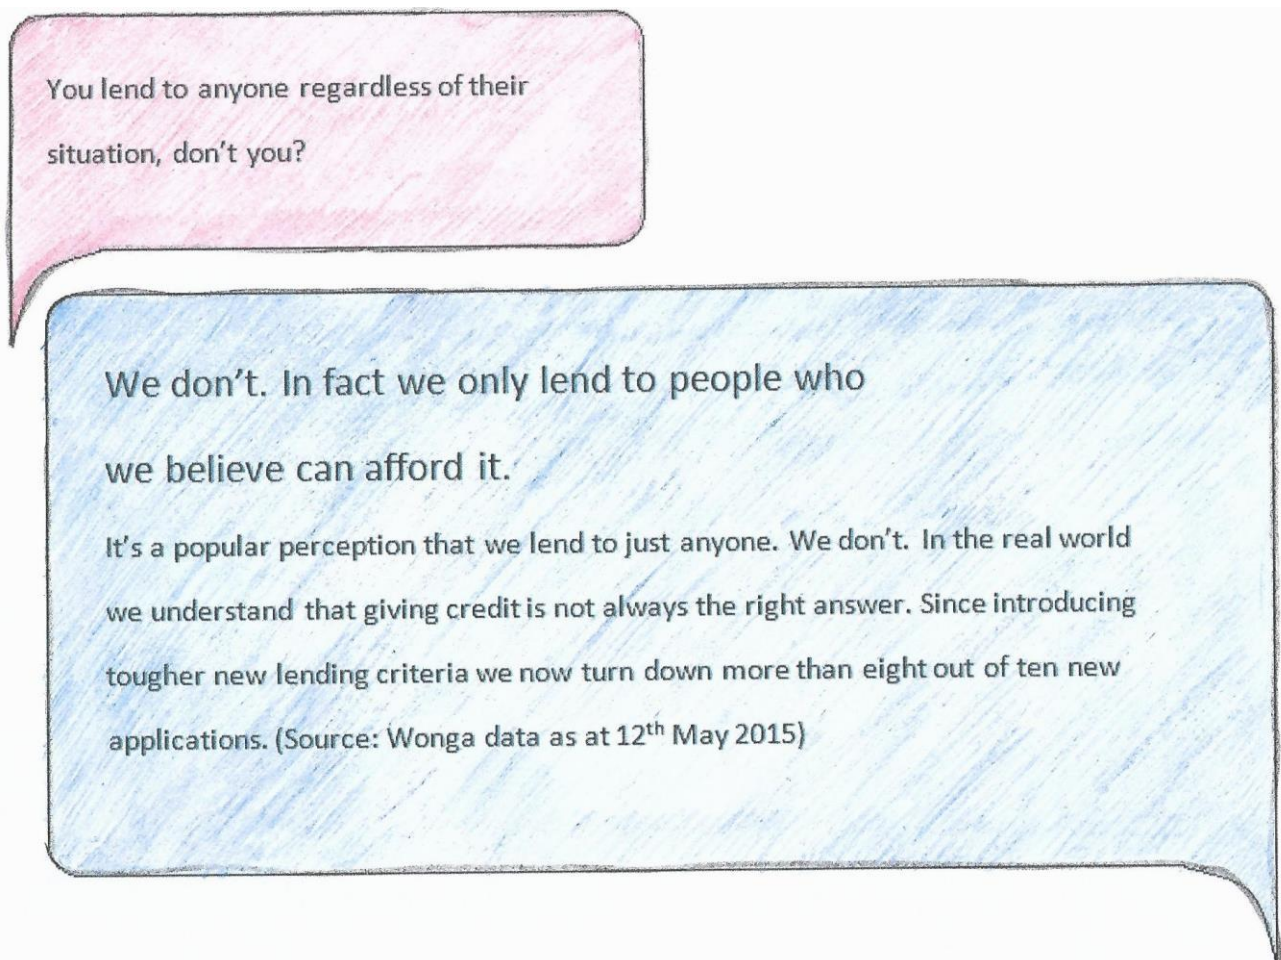 You lend to anyone regardless of their
situation, don't you?
We don't. In fact we only lend to people who
we believe can afford it.
It's a popular perception that we lend to just anyone. We don't. In the real world
we understand that giving credit is not always the right answer. Since introducing
tougher new lending criteria we now turn down more than eight out of ten new
applications. (Source: Wonga data as at 12th May 2015)